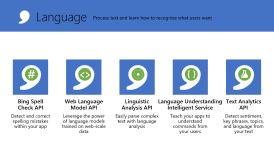 Language Process text and learn how to recognize what users want
#
Bing Spell Check API
Detect and correct
spelling mistakes
within your app
Web Language Model API
Leverage the power
of language models
trained on web-scale
data
Linguistic Analysis API
Easily parse complex
text with language
analysis
Language Understanding Intelligent Service
Teach your apps to
understand
commands from
your users
Text Analytics API
Detect sentiment,
key phrases, topics,
and language from
your text